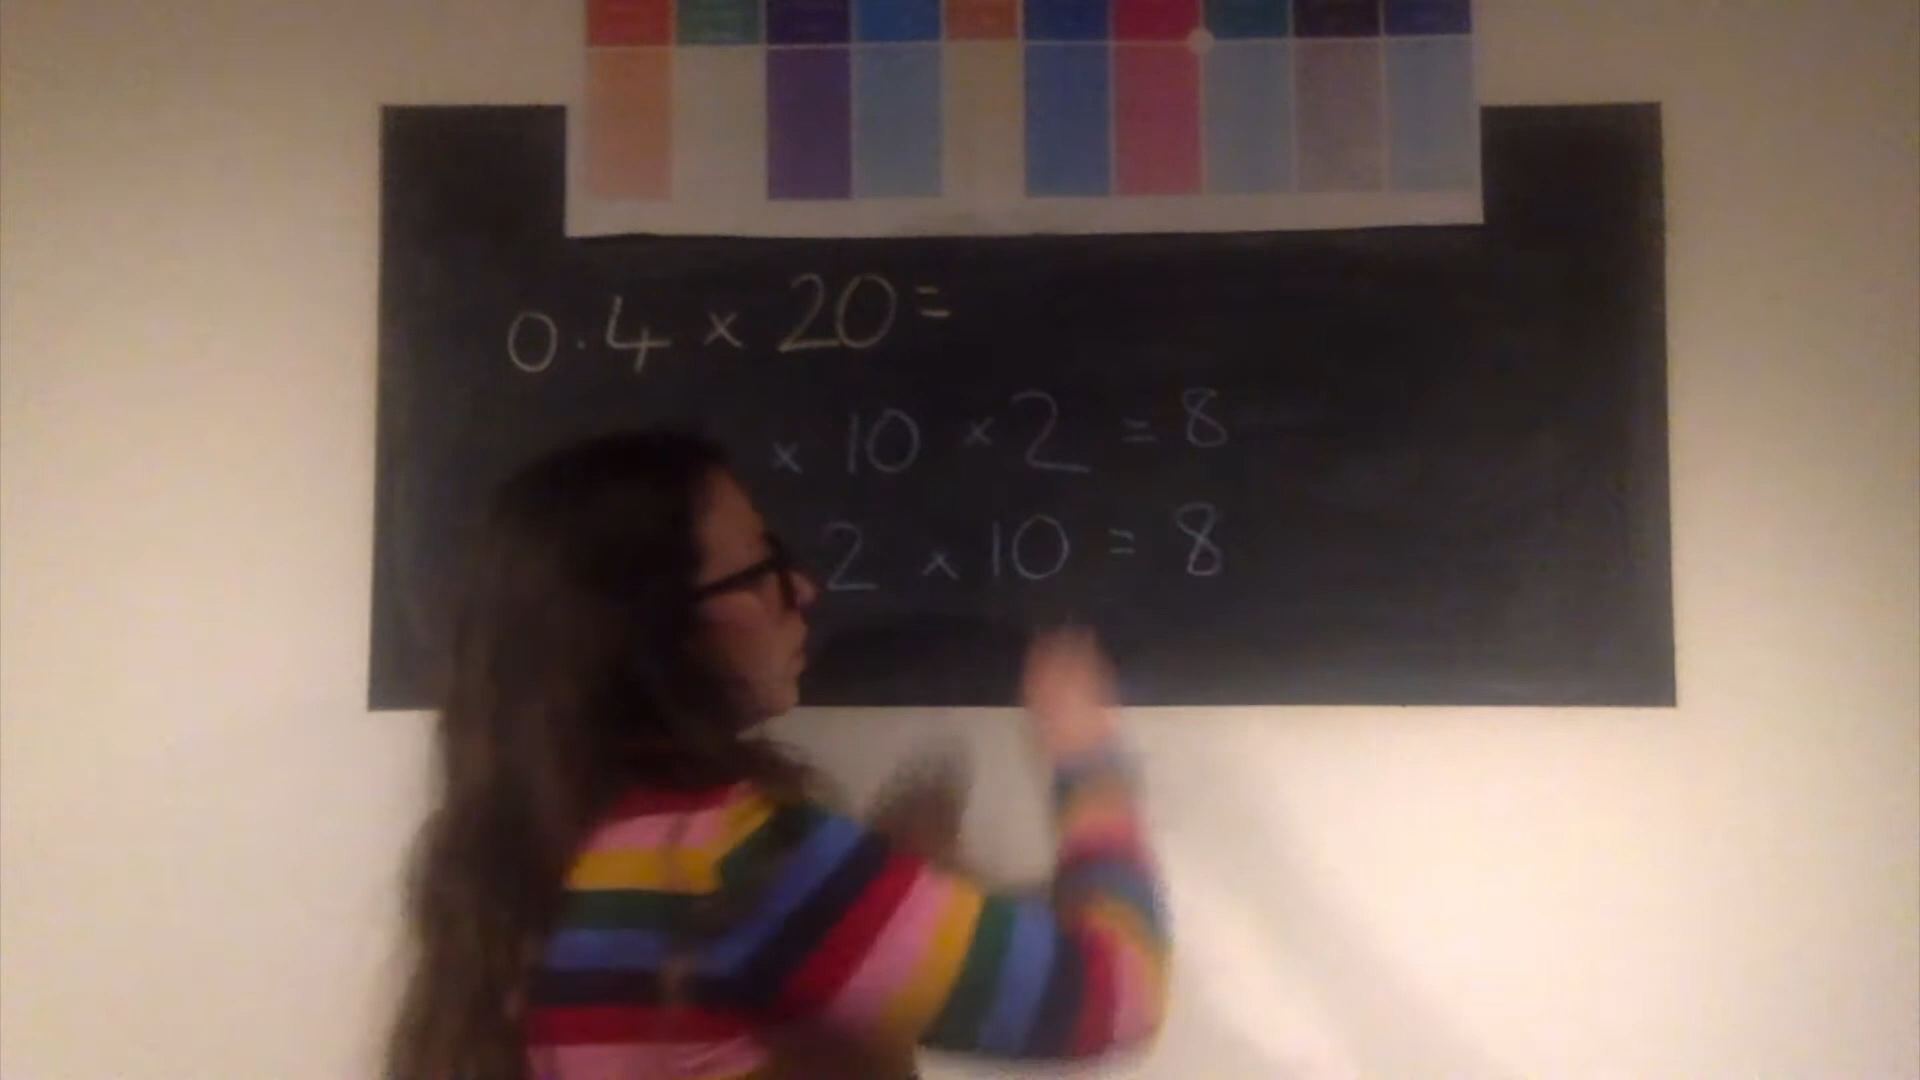 0.4 × 20 =
× 10 × 2 = 8
2 × 10 = 8